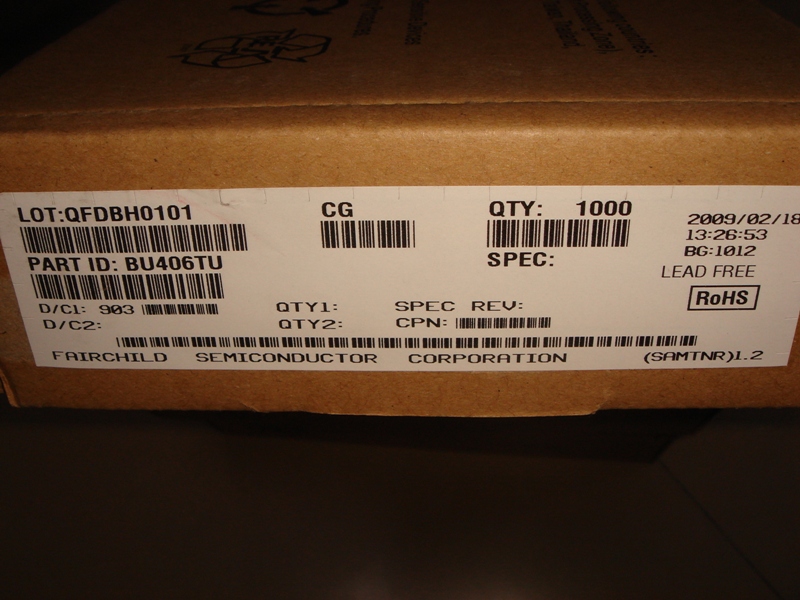 LOT:QFDBH0101 CG QTY: 1000 2009/02/18
13:26:53
PART ID: BU406TU SPEC: BG:1012
LEAD FREE
D/C1: 903 QTY1: SPEC REV: RoHS
D/C2: QTY2: CPN:
FAIRCHILD SEMICONDUCTOR CORPORATION (SAMTNR)1.2